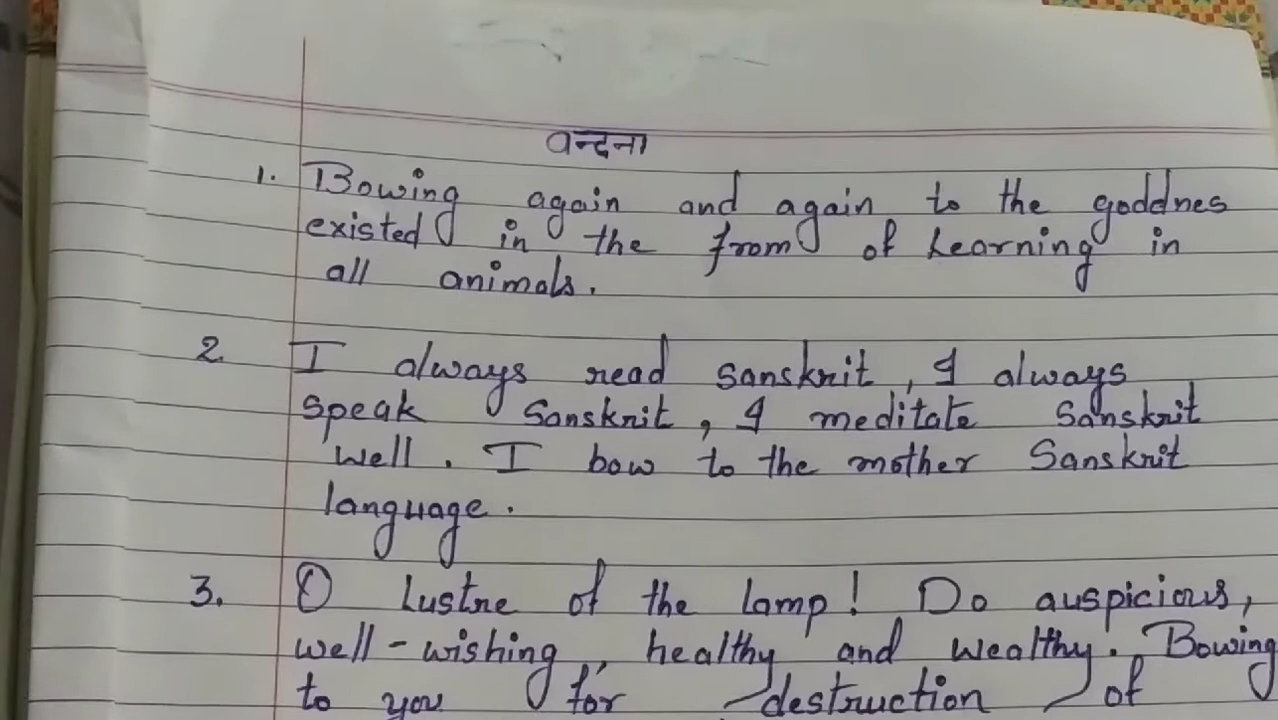 वन्दना
1. Bowing again and again to the goddnes
existed in the from of Learning in
all animals.
2. I always read sanskrit, I always
speak Sanskrit, I meditate Sanskrit
well. I bow to the mother Sanskrit
language.
3. O Lustre of the lamp! Do auspicious,
well-wishing, healthy and wealthy. Bowing
to you for destruction of